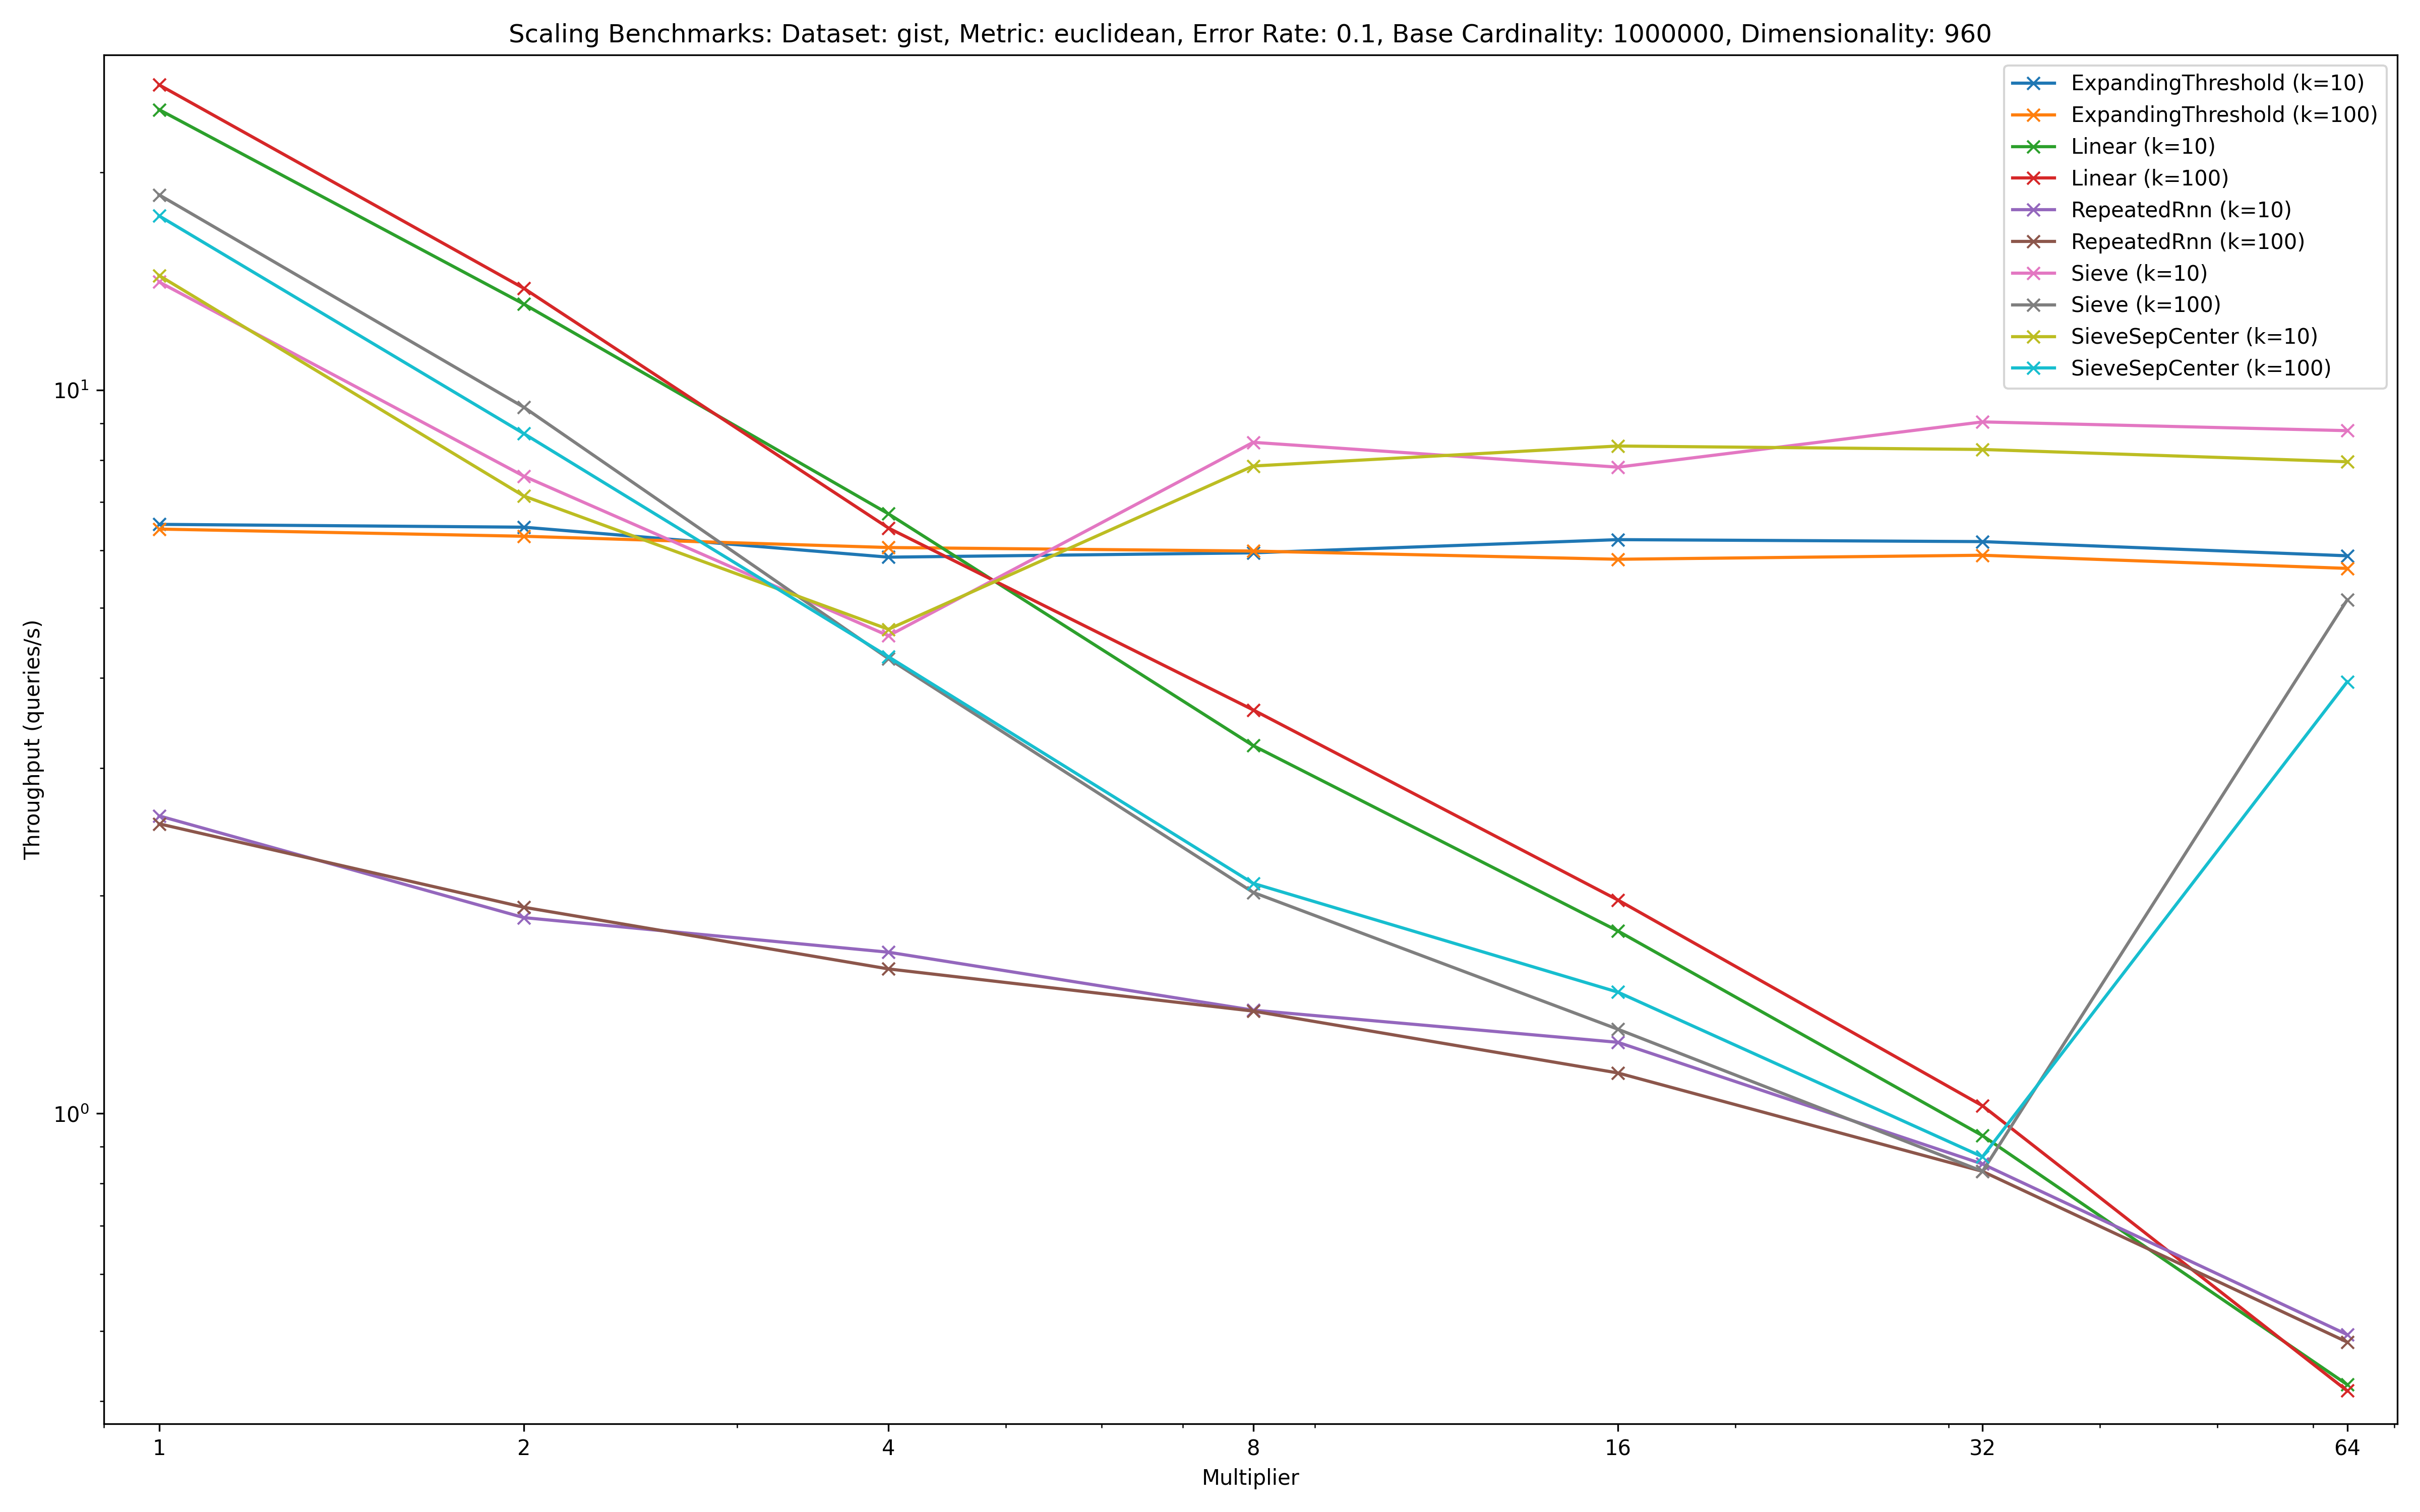 Scaling Benchmarks: Dataset: gist, Metric: euclidean, Error Rate: 0.1, Base Cardinality: 1000000, Dimensionality: 960
ExpandingThreshold (k=10)
ExpandingThreshold (k=100)
Linear (k=10)
Linear (k=100)
RepeatedRnn (k=10)
RepeatedRnn (k=100)
Sieve (k=10)
Sieve (k=100)
SieveSepCenter (k=10)
SieveSepCenter (k=100)
Throughput (queries/s)
10¹
10⁰
1 2 4 8 16 32 64
Multiplier